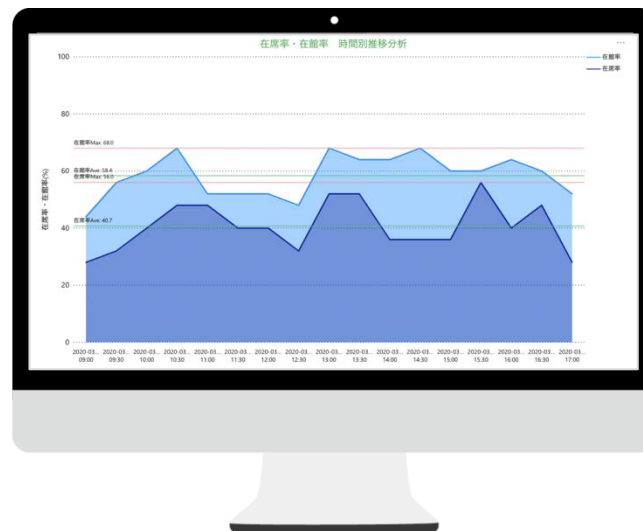 在席率・在館率　時間別推移分析
...
在館率
在席率
在席率・在館率(%)
100
80
60
40
20
0
在館率Max: 68.0
在館率Ave: 58.4
在席率Max: 56.0
在席率Ave: 40.7
2020-03... 2020-03... 2020-03... 2020-03... 2020-03... 2020-03... 2020-03... 2020-03... 2020-03... 2020-03... 2020-03... 2020-03... 2020-03... 2020-03... 2020-03... 2020-03... 2020-03...
09:00 09:30 10:00 10:30 11:00 11:30 12:00 12:30 13:00 13:30 14:00 14:30 15:00 15:30 16:00 16:30 17:00